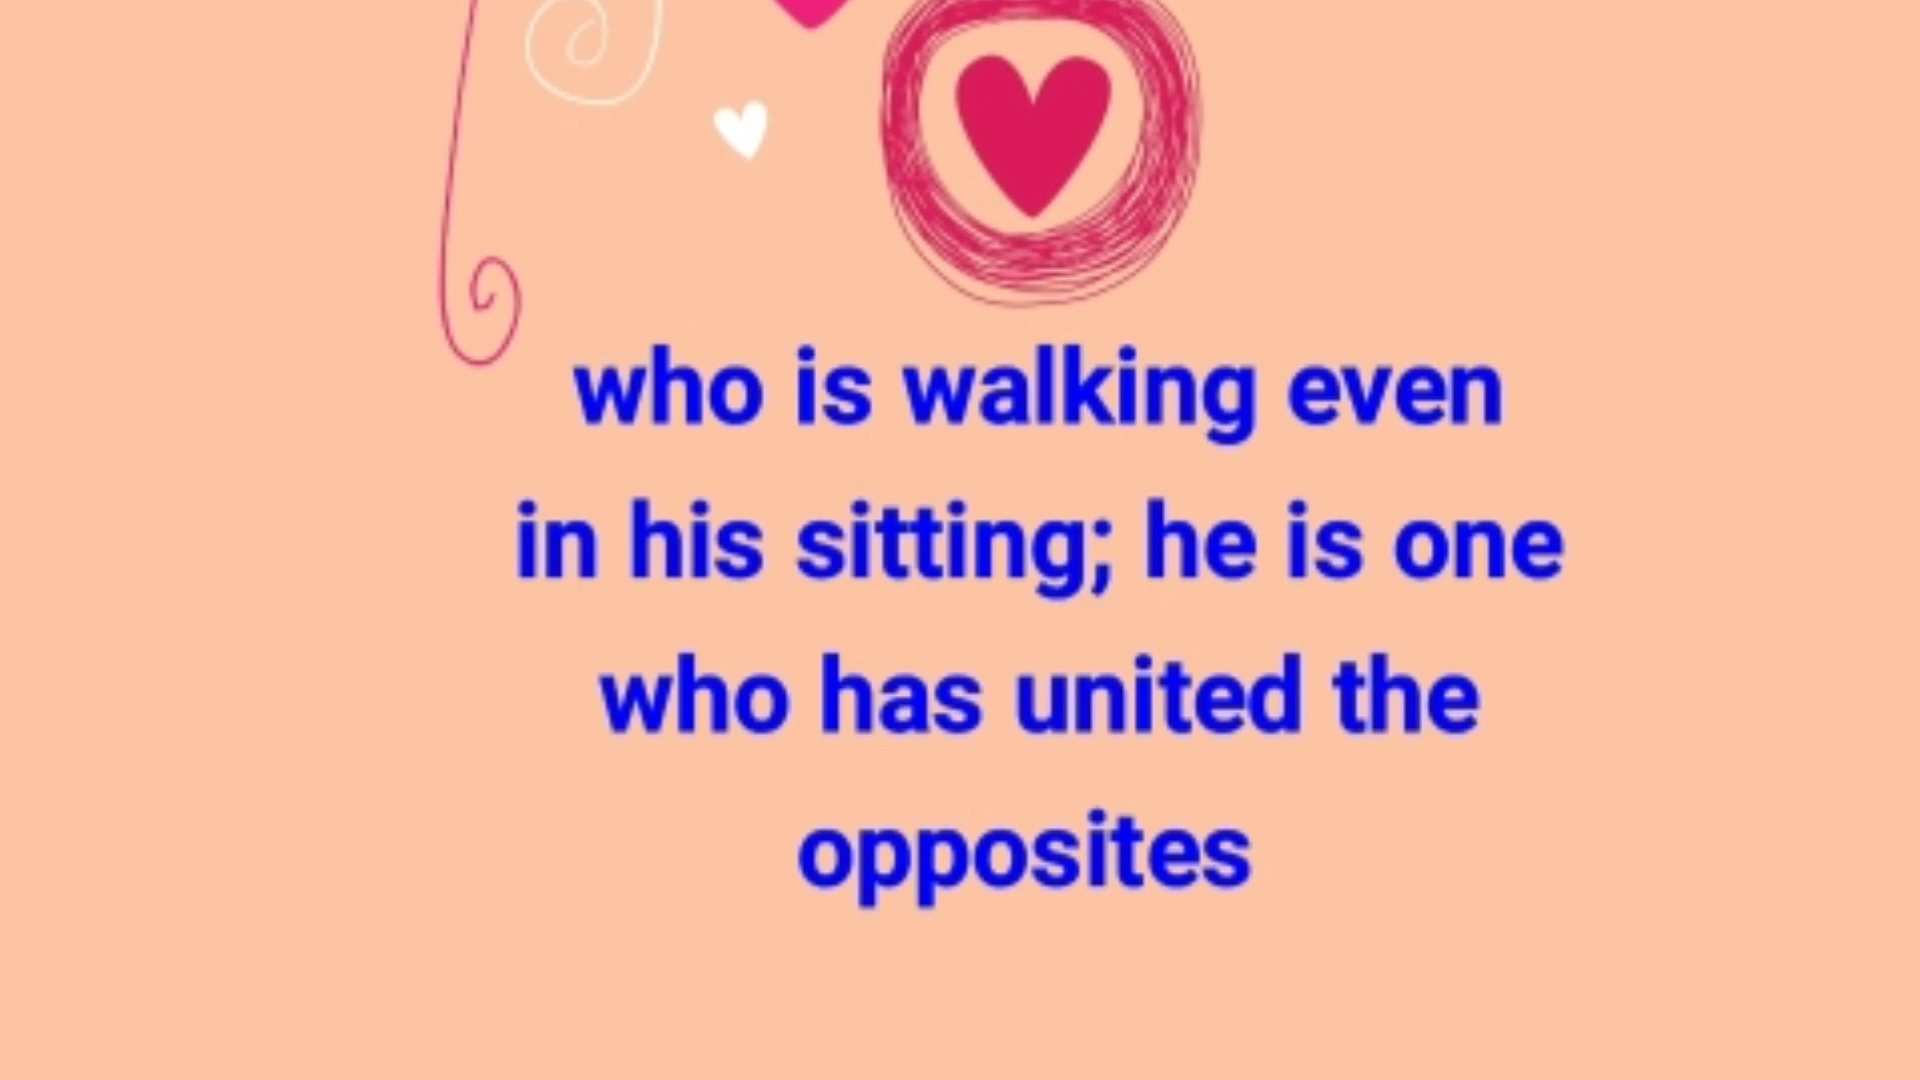 who is walking even
in his sitting; he is one
who has united the
opposites